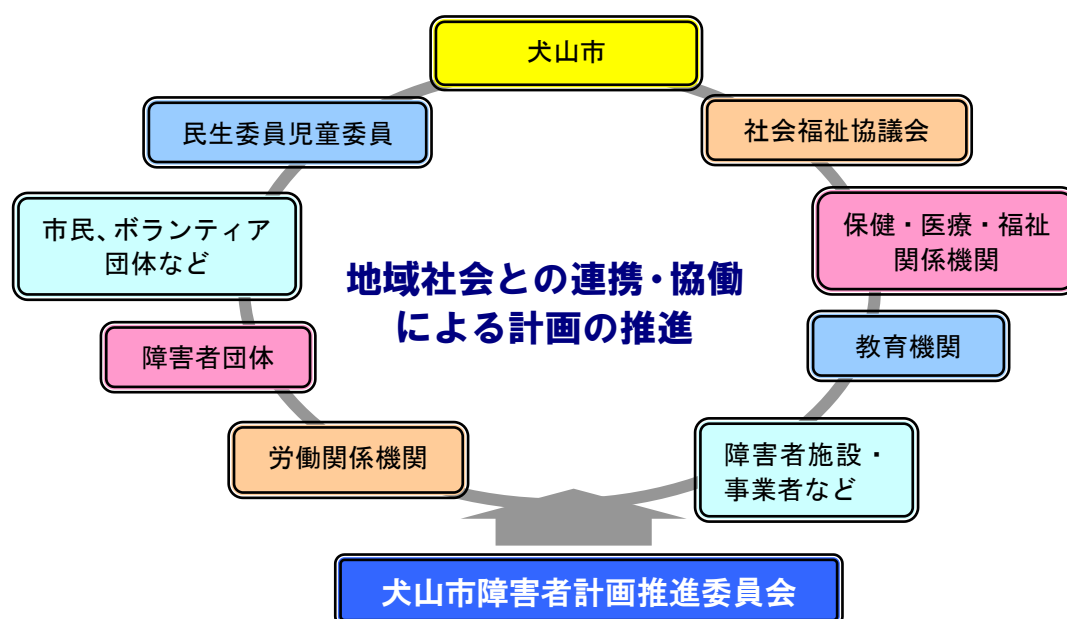 犬山市
民生委員児童委員
社会福祉協議会
市民、ボランティア
団体など
保健・医療・福祉
関係機関
地域社会との連携・協働
による計画の推進
障害者団体
教育機関
労働関係機関
障害者施設・
事業者など
犬山市障害者計画推進委員会